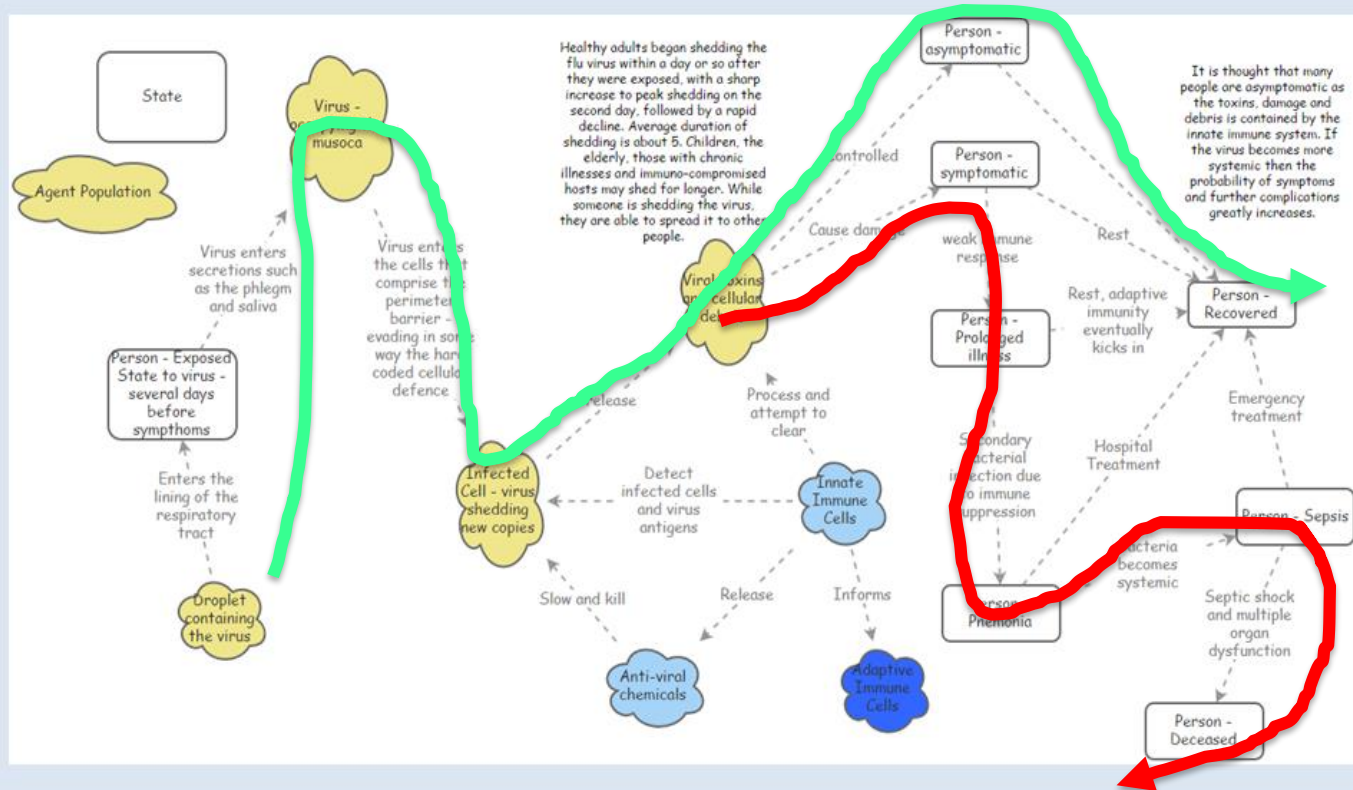 State
Agent Population
Virus -
musoca
Virus enters
secretions such
as the phlegm
and saliva
Person - Exposed
State to virus -
several days
before
sympthoms
Enters the
lining of the
respiratory
tract
Droplet
containing
the virus
Virus enters
the cells that
comprise the
perimeter
barrier -
evading in some
way the hard
coded cellular
defence
Infected
Cell - virus
shedding
new copies
Healthy adults began shedding the
flu virus within a day or so after
they were exposed, with a sharp
increase to peak shedding on the
second day, followed by a rapid
decline. Average duration of
shedding is about 5. Children, the
elderly, those with chronic
illnesses and immuno-compromised
hosts may shed for longer. While
someone is shedding the virus,
they are able to spread it to other
people.
Viral toxins
and cellular
release
Process and
attempt to
clear
Detect
infected cells
and virus
antigens
Innate
Immune
Cells
Slow and kill
Release
Informs
Anti-viral
chemicals
Adaptive
Immune
Cells
Person -
asymptomatic
Controlled
Person -
symptomatic
Cause damage
weak immune
response
Rest
It is thought that many
people are asymptomatic as
the toxins, damage and
debris is contained by the
innate immune system. If
the virus becomes more
systemic then the
probability of symptoms
and further complications
greatly increases.
Person -
Prolonged
illness
Rest, adaptive
immunity
eventually
kicks in
Person -
Recovered
Secondary
bacterial
infection due
to immune
suppression
Hospital
Treatment
Emergency
treatment
Person -
Pnemonia
Bacteria
becomes
systemic
Person - Sepsis
Septic shock
and multiple
organ
dysfunction
Person -
Deceased